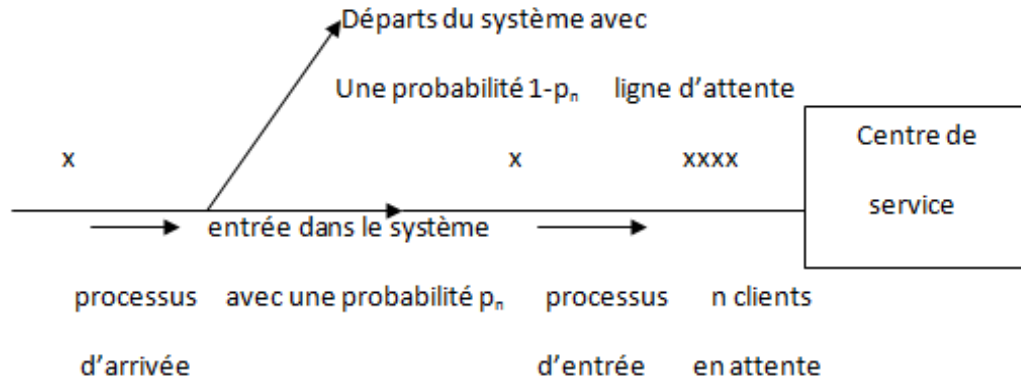 Départs du système avec
Une probabilité 1-pₙ ligne d'attente
Centre de
x x xxxx
service
entrée dans le système
processus avec une probabilité pₙ processus n clients
d'arrivée d'entrée en attente